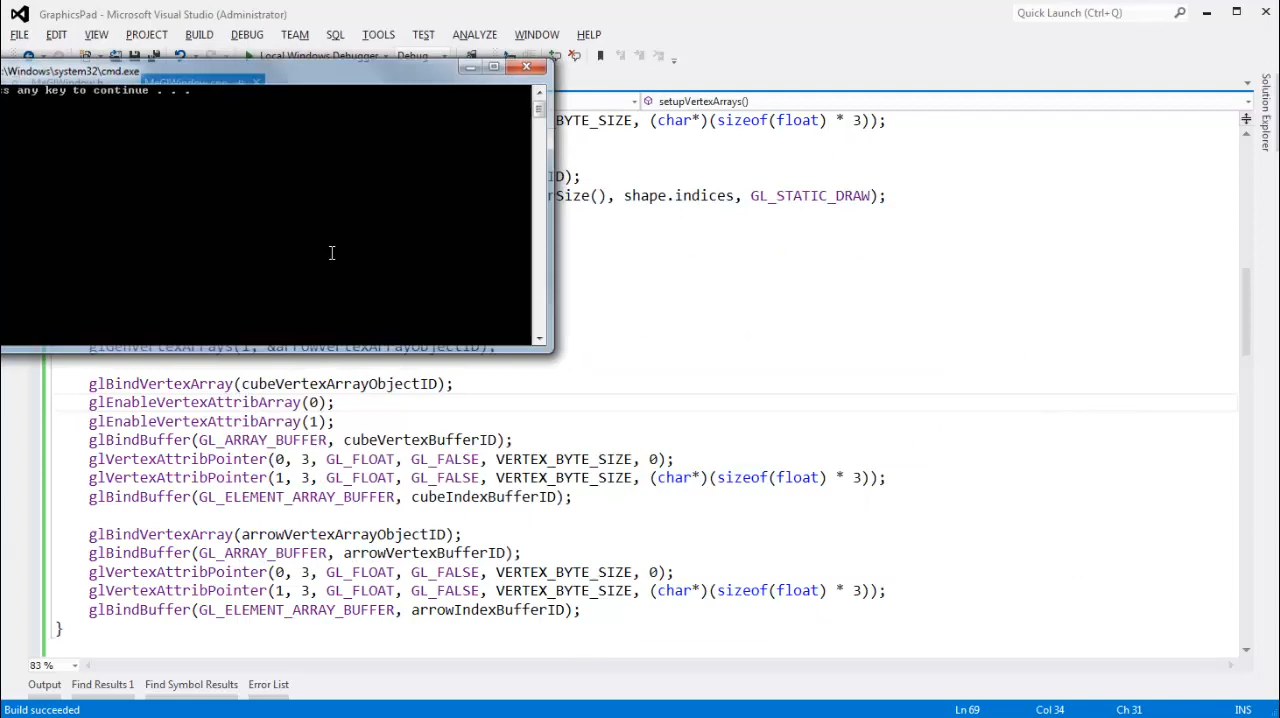 GraphicsPad - Microsoft Visual Studio (Administrator)
Quick Launch (Ctrl+Q)
FILE EDIT VIEW PROJECT BUILD DEBUG TEAM SQL TOOLS TEST ANALYZE WINDOW HELP
Local Windows Debugger Debug
:\Windows\system32\cmd.exe
ss any key to continue . . .
setupVertexArrays()
Solution Explorer
BYTE_SIZE, (char*)(sizeof(float) * 3));
ID);
rSize(), shape.indices, GL_STATIC_DRAW);
glGenVertexArrays(1, &arrowVertexArrayObjectID);
glBindVertexArray(cubeVertexArrayObjectID);
glEnableVertexAttribArray(0);
glEnableVertexAttribArray(1);
glBindBuffer(GL_ARRAY_BUFFER, cubeVertexBufferID);
glVertexAttribPointer(0, 3, GL_FLOAT, GL_FALSE, VERTEX_BYTE_SIZE, 0);
glVertexAttribPointer(1, 3, GL_FLOAT, GL_FALSE, VERTEX_BYTE_SIZE, (char*)(sizeof(float) * 3));
glBindBuffer(GL_ELEMENT_ARRAY_BUFFER, cubeIndexBufferID);
glBindVertexArray(arrowVertexArrayObjectID);
glBindBuffer(GL_ARRAY_BUFFER, arrowVertexBufferID);
glVertexAttribPointer(0, 3, GL_FLOAT, GL_FALSE, VERTEX_BYTE_SIZE, 0);
glVertexAttribPointer(1, 3, GL_FLOAT, GL_FALSE, VERTEX_BYTE_SIZE, (char*)(sizeof(float) * 3));
glBindBuffer(GL_ELEMENT_ARRAY_BUFFER, arrowIndexBufferID);
}
83 %
Output Find Results 1 Find Symbol Results Error List
Build succeeded Ln 69 Col 34 Ch 31 INS